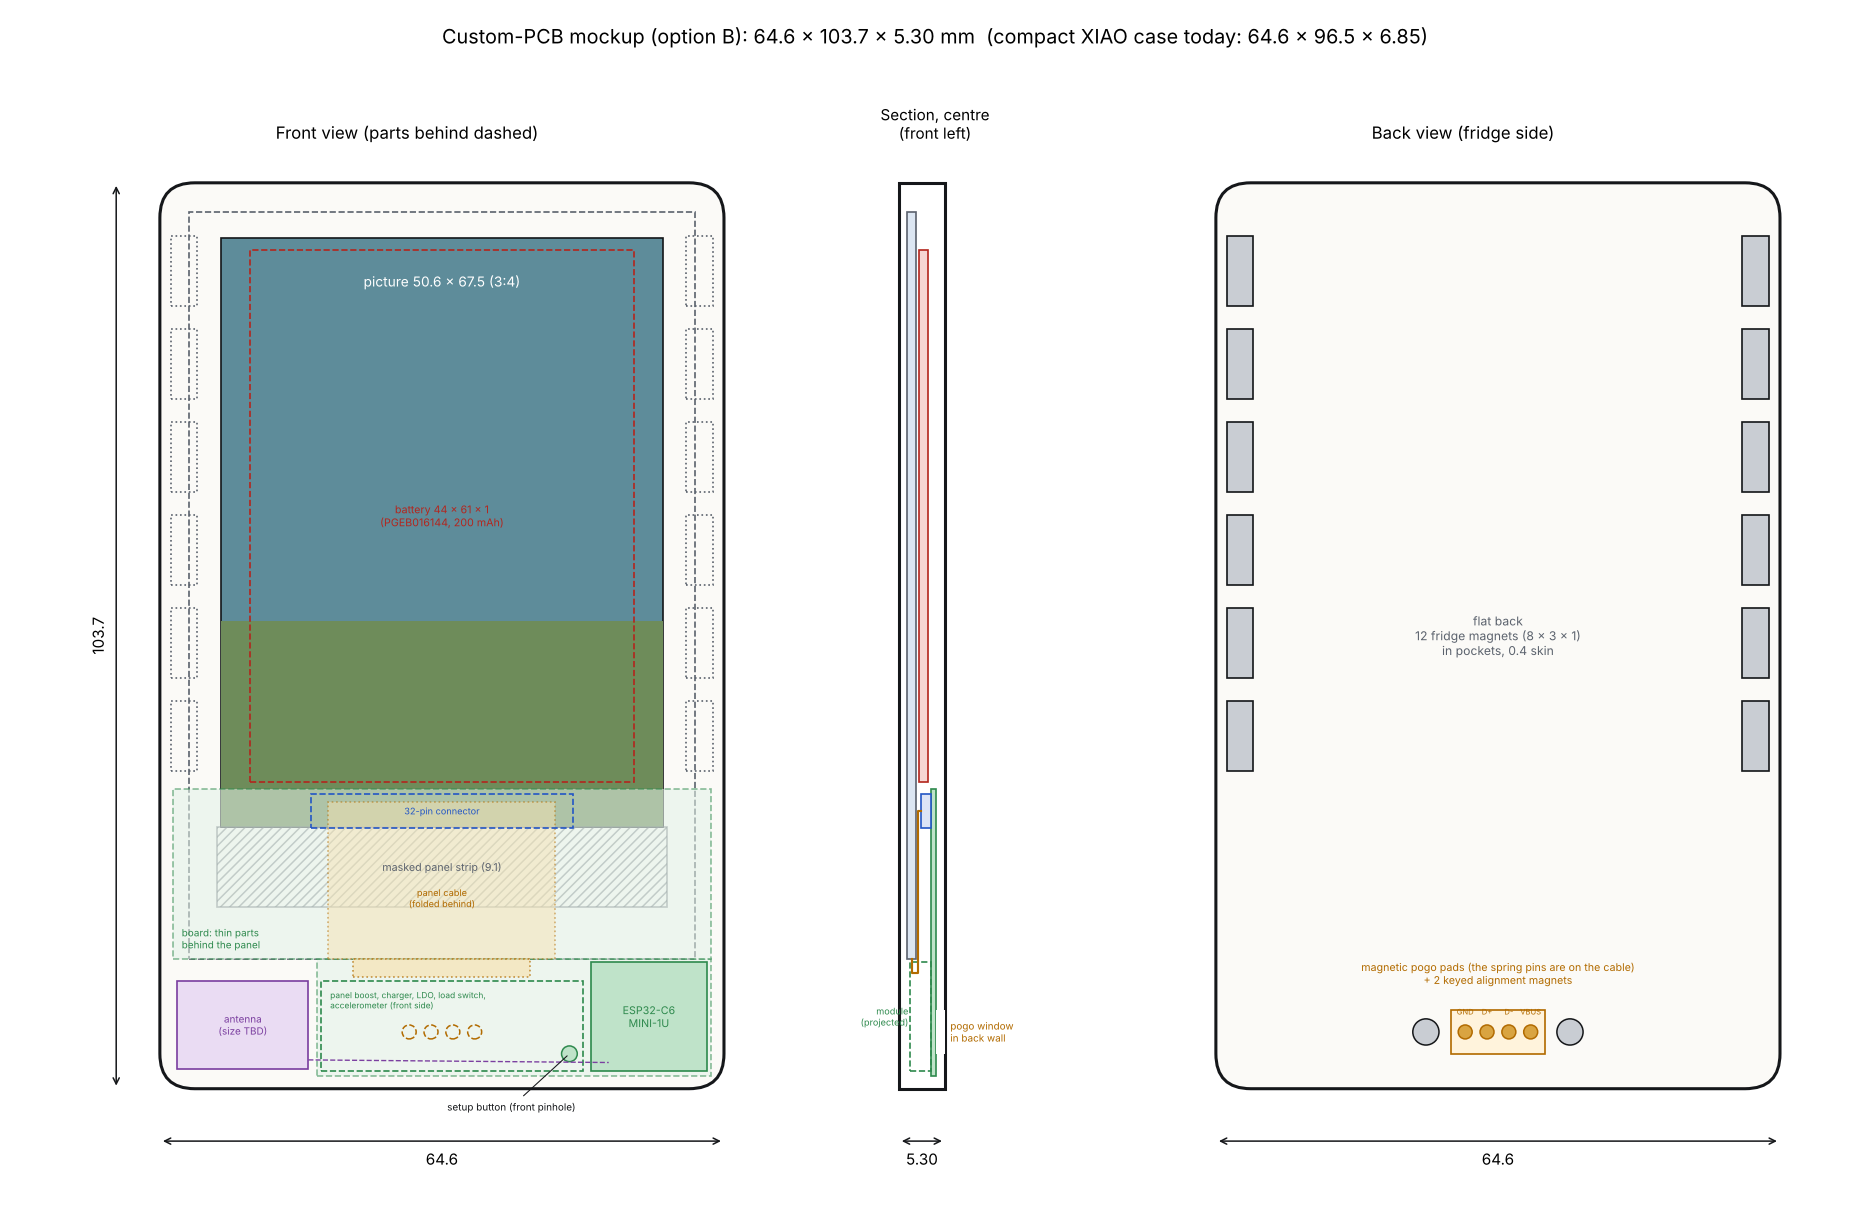 Custom-PCB mockup (option B): 64.6 × 103.7 × 5.30 mm (compact XIAO case today: 64.6 × 96.5 × 6.85)
Front view (parts behind dashed)
picture 50.6 × 67.5 (3:4)
battery 44 × 61 × 1
(PGEB016144, 200 mAh)
103.7
32-pin connector
masked panel strip (9.1)
panel cable
(folded behind)
board: thin parts
behind the panel
antenna
(size TBD)
panel boost, charger, LDO, load switch,
accelerometer (front side)
ESP32-C6
MINI-1U
setup button (front pinhole)
64.6
Section, centre
(front left)
module
(projected)
pogo window
in back wall
5.30
Back view (fridge side)
flat back
12 fridge magnets (8 × 3 × 1)
in pockets, 0.4 skin
magnetic pogo pads (the spring pins are on the cable)
+ 2 keyed alignment magnets
GND D+ D- VBUS
64.6